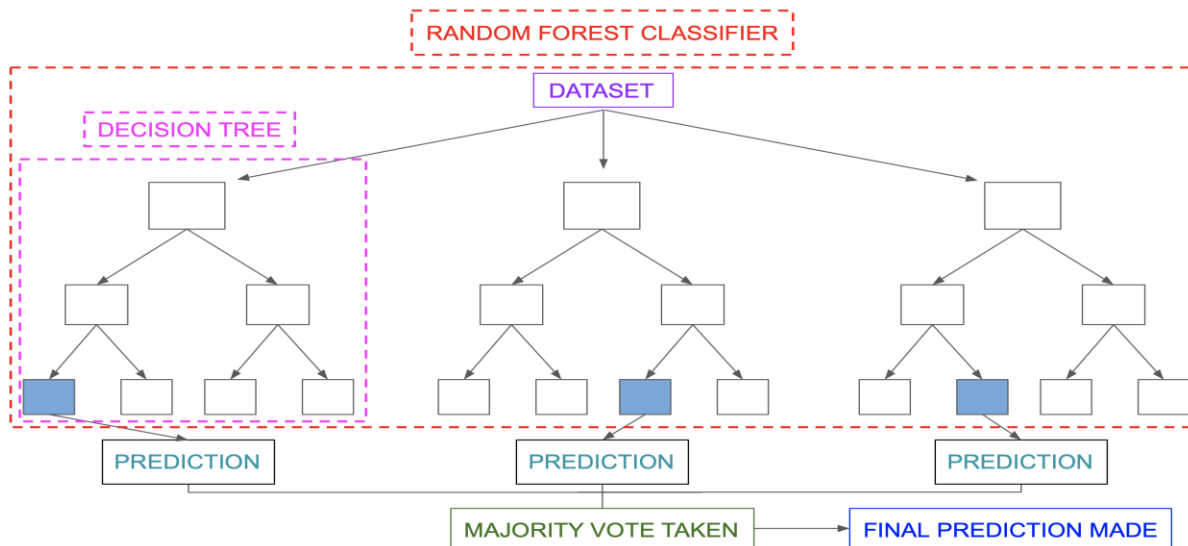 RANDOM FOREST CLASSIFIER
DATASET
DECISION TREE
PREDICTION
PREDICTION
PREDICTION
MAJORITY VOTE TAKEN
FINAL PREDICTION MADE